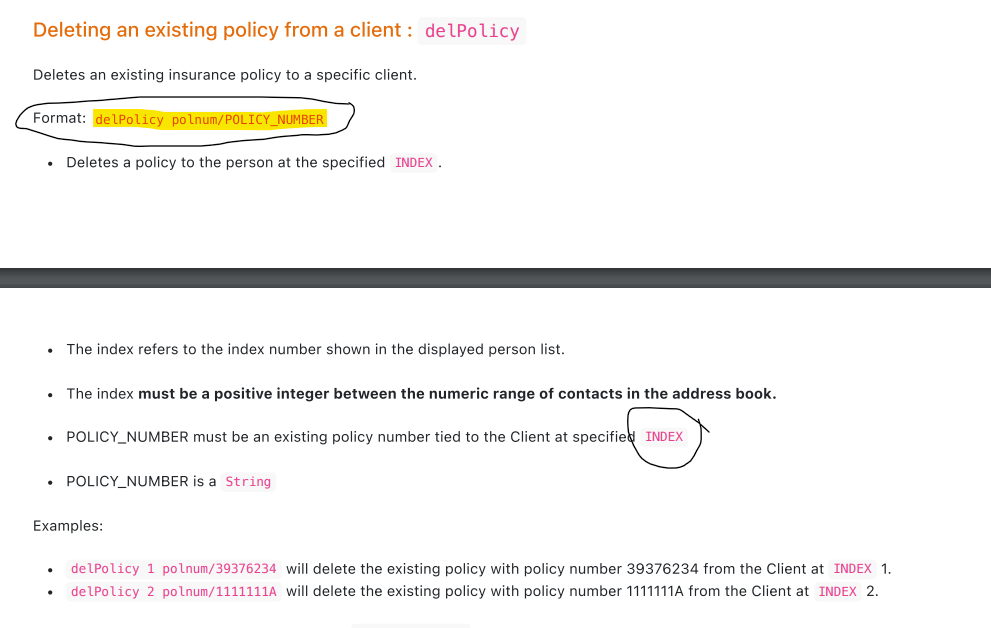 Deleting an existing policy from a client : delPolicy
Deletes an existing insurance policy to a specific client.
Format: delPolicy polnum/POLICY_NUMBER
• Deletes a policy to the person at the specified INDEX .
• The index refers to the index number shown in the displayed person list.
• The index must be a positive integer between the numeric range of contacts in the address book.
• POLICY_NUMBER must be an existing policy number tied to the Client at specified INDEX
• POLICY_NUMBER is a String
Examples:
• delPolicy 1 polnum/39376234 will delete the existing policy with policy number 39376234 from the Client at INDEX 1.
• delPolicy 2 polnum/1111111A will delete the existing policy with policy number 1111111A from the Client at INDEX 2.